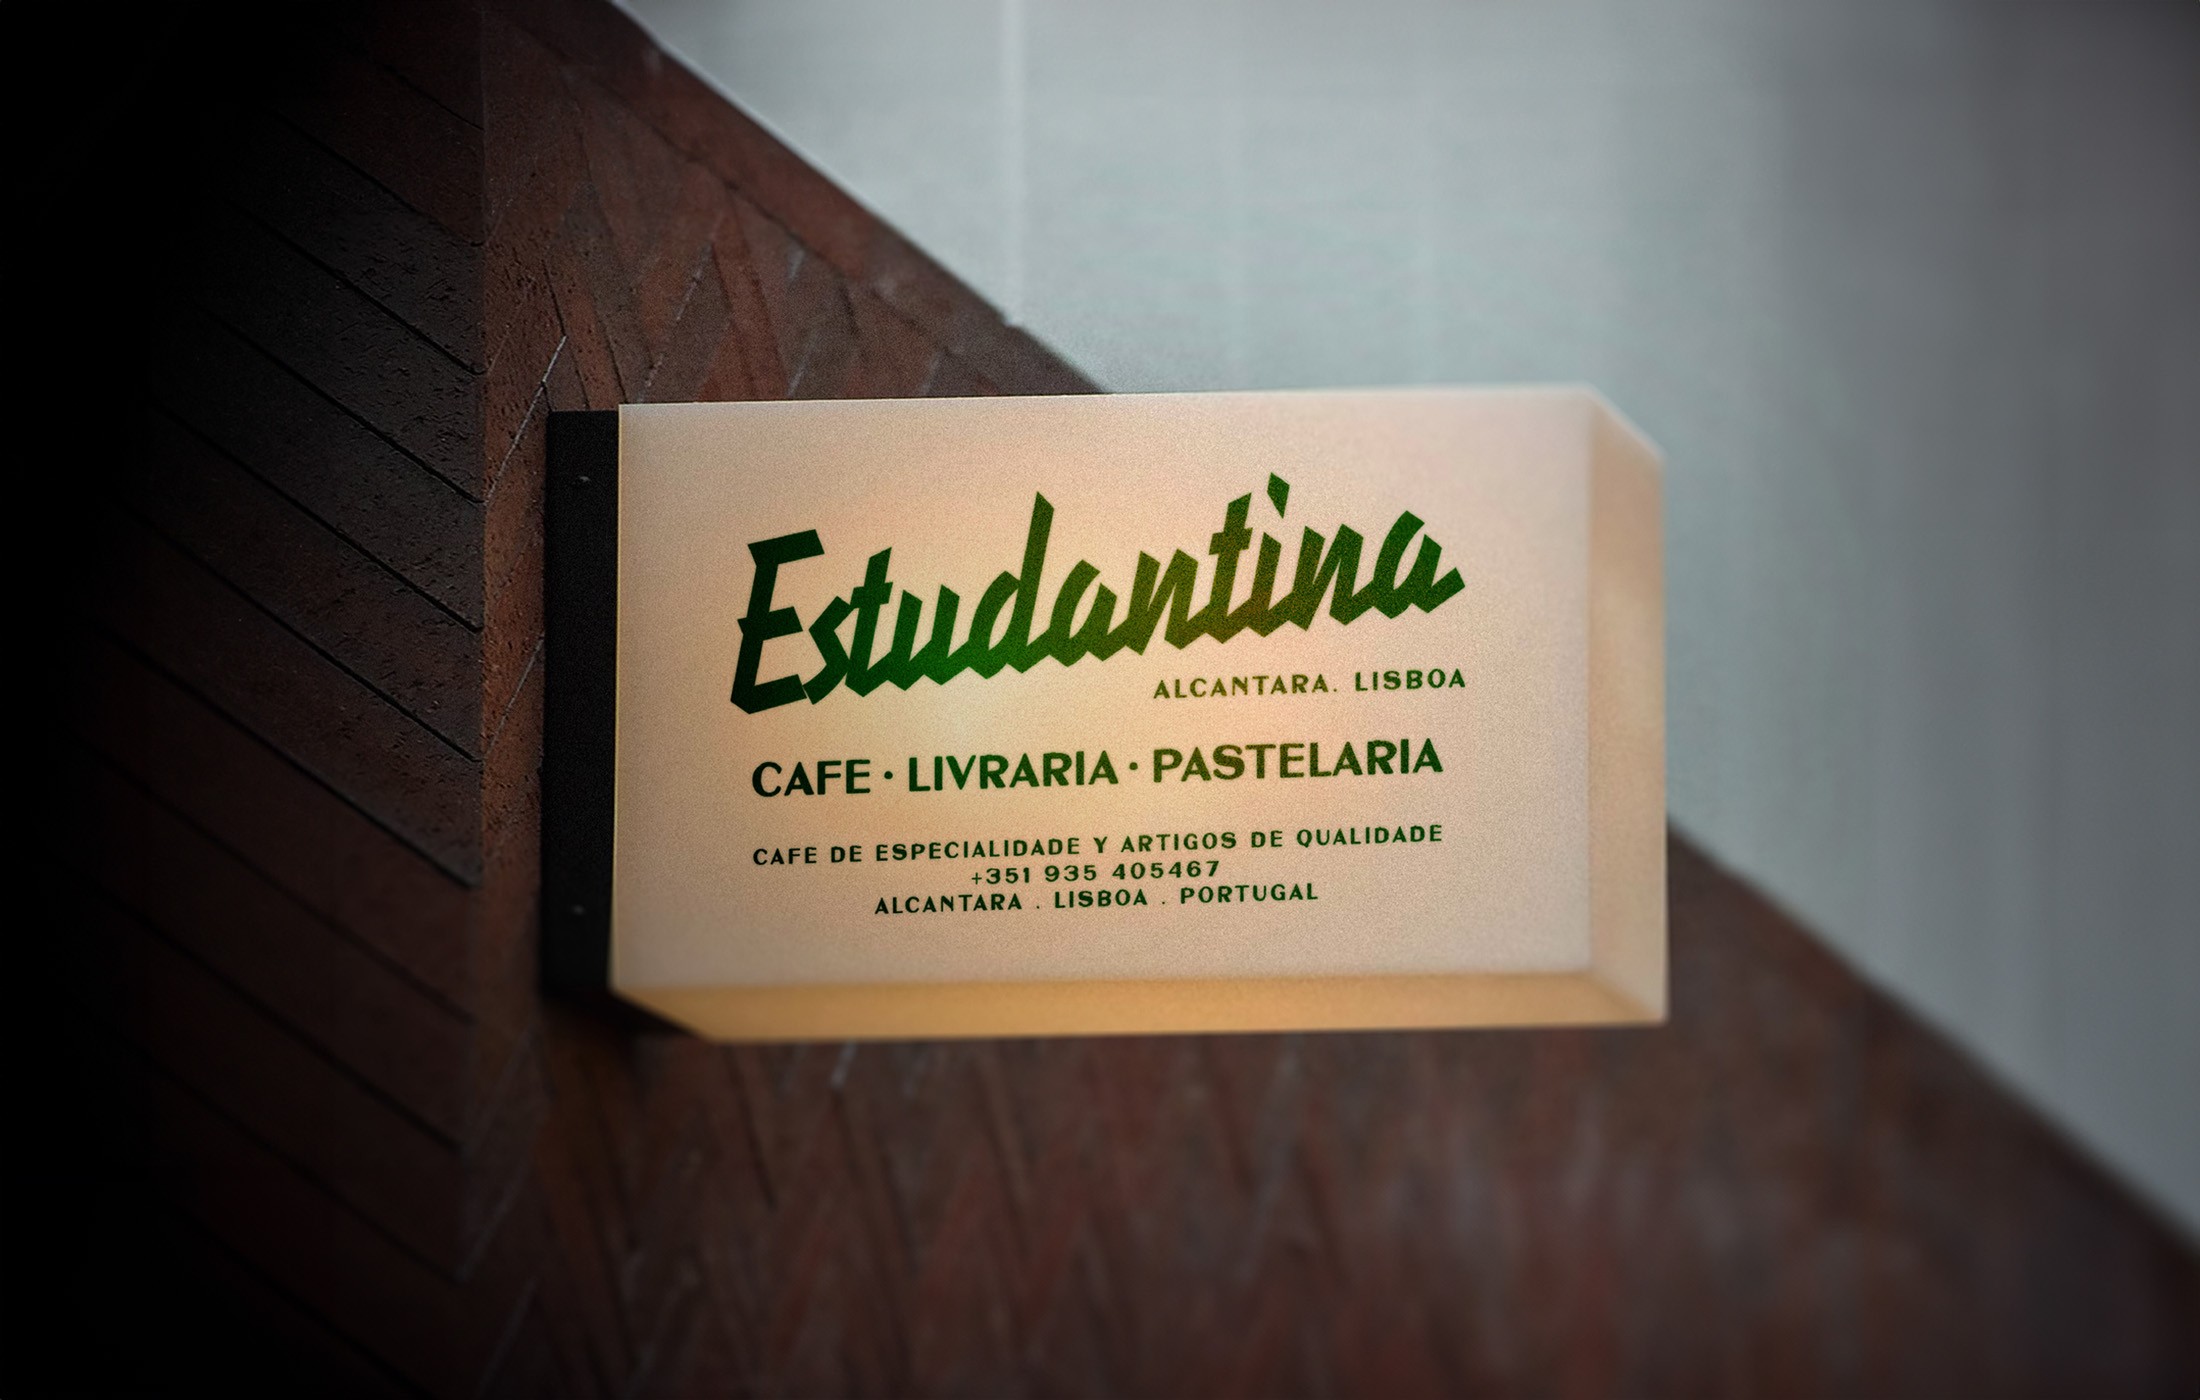 Estudantina
ALCANTARA. LISBOA
CAFE · LIVRARIA · PASTELARIA
CAFE DE ESPECIALIDADE Y ARTIGOS DE QUALIDADE
+351 935 405467
ALCANTARA . LISBOA . PORTUGAL